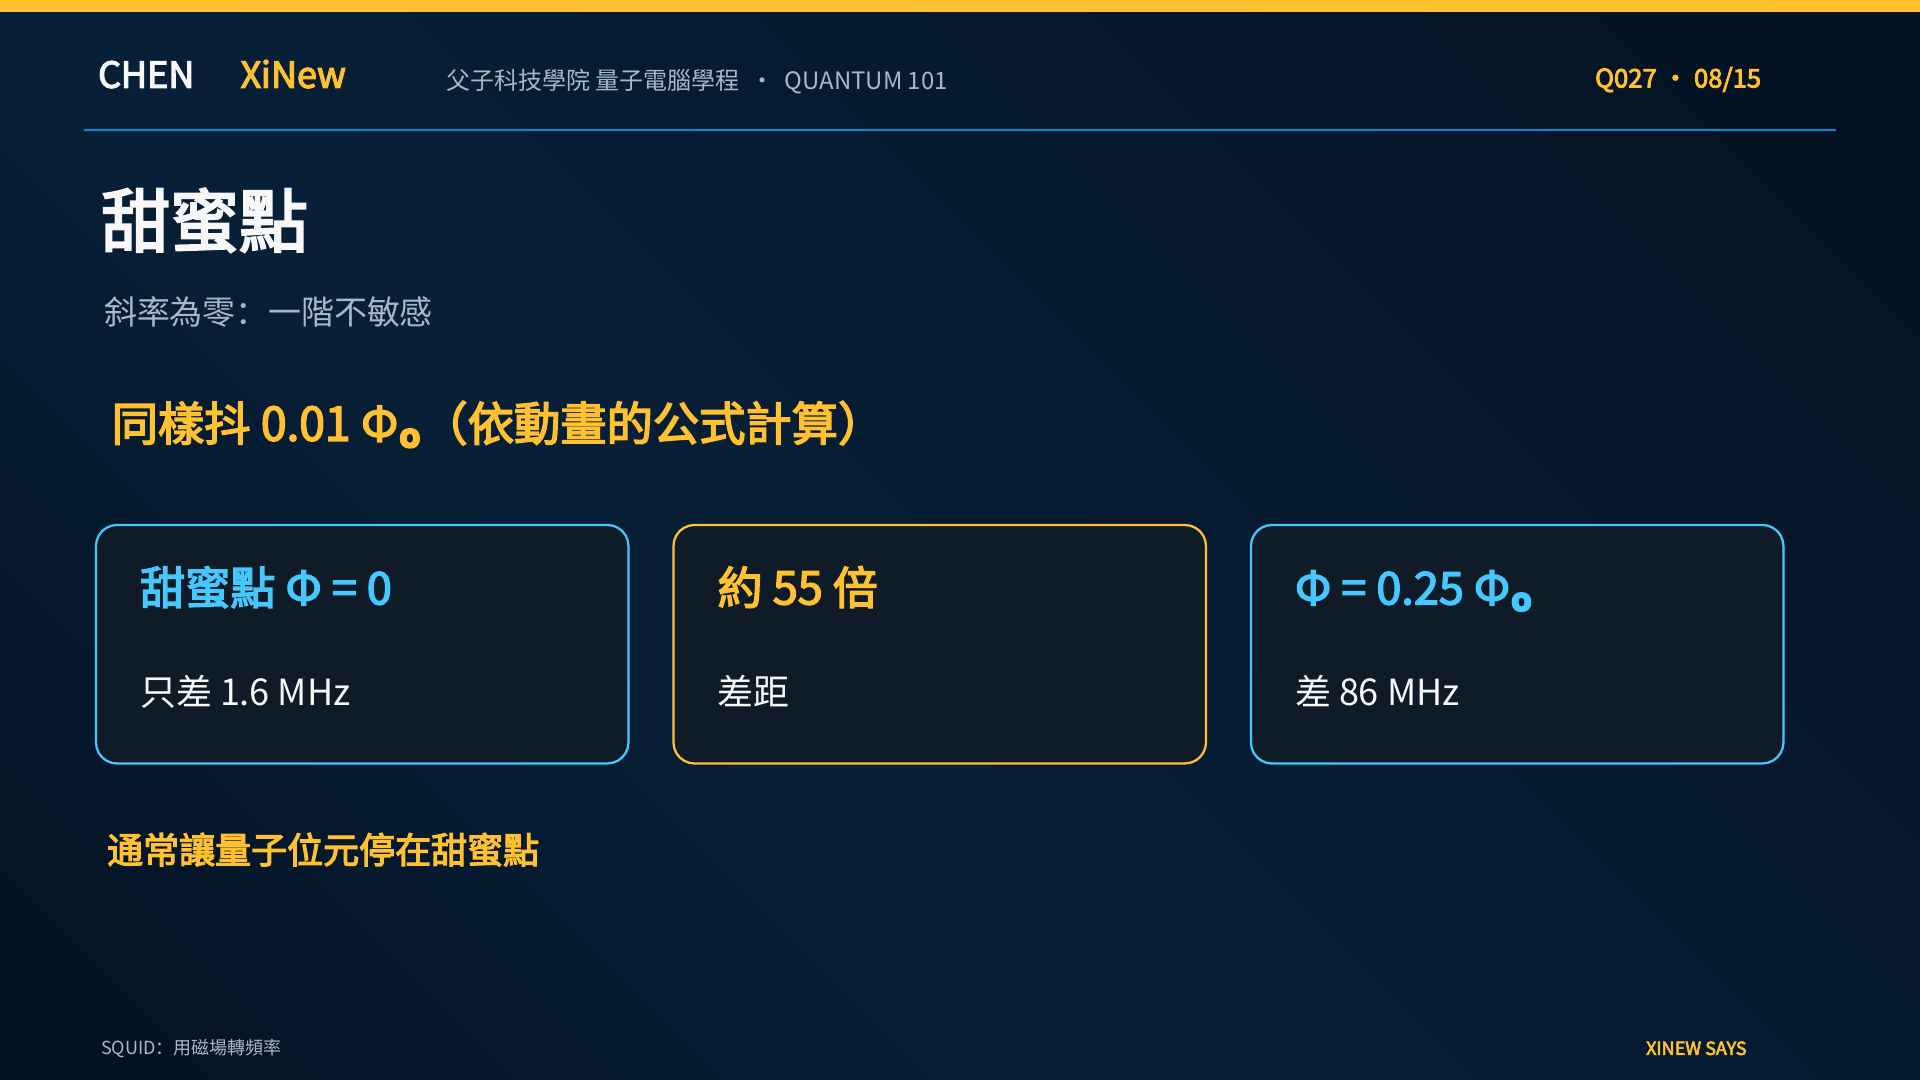 CHEN XiNew 父子科技學院 量子電腦學程 · QUANTUM 101 Q027 · 08/15
甜蜜點
斜率為零：一階不敏感
同樣抖 0.01 Φ₀（依動畫的公式計算）
甜蜜點 Φ = 0
只差 1.6 MHz
約 55 倍
差距
Φ = 0.25 Φ₀
差 86 MHz
通常讓量子位元停在甜蜜點
SQUID：用磁場轉頻率 XINEW SAYS